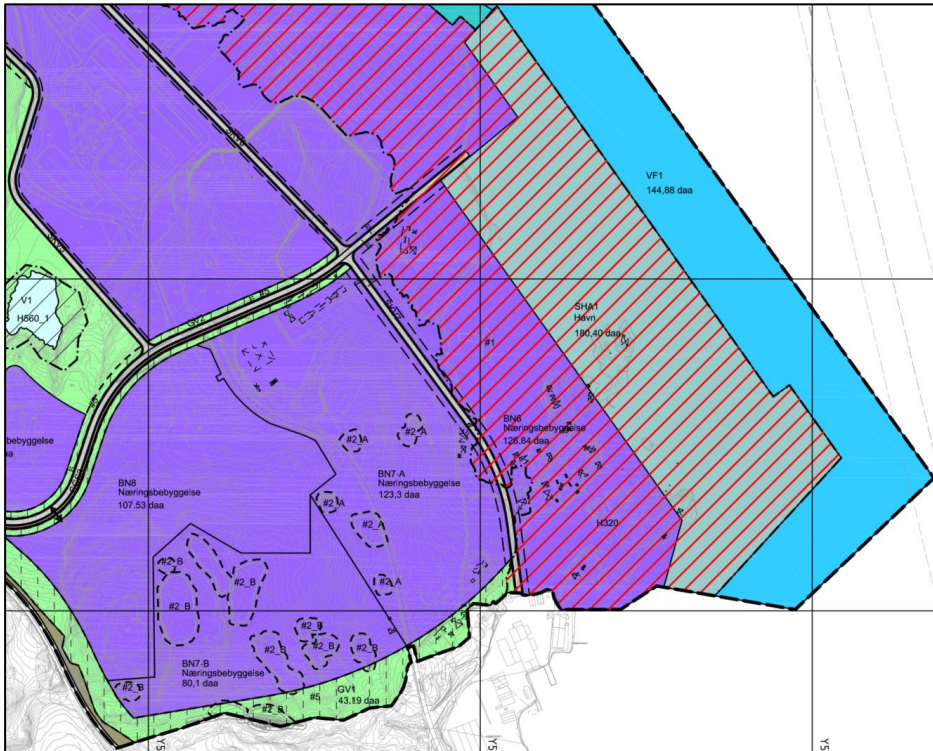 VF1
144,88 daa
V1
H560_1
SHA1
Havn
180,40 daa
#1
BN6
Næringsbebyggelse
126,84 daa
#2_A
#2_A
bebyggelse
BN7-A
Næringsbebyggelse
123,3 daa
BN8
Næringsbebyggelse
107,53 daa
#2_A
#2_A
H320
#2_B
#2_B
#2_A
#2_B
#2_B
#2_B
#2_B
#2_B
BN7-B
Næringsbebyggelse
80,1 daa
#2_B
#5
GV1
43,19 daa
#2_B
Y5
Y5
Y5